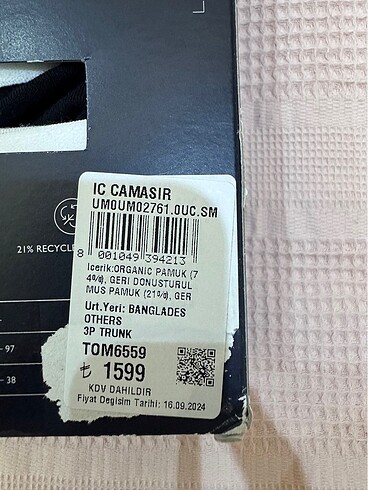 IC CAMASIR
UM0UM02761.0UC.SM
8 001049 394213
Icerik:ORGANIC PAMUK (7
4%), GERI DONUSTURUL
MUS PAMUK (21%), GER
Urt.Yeri: BANGLADES
OTHERS
3P TRUNK
TOM6559
₺ 1599
KDV DAHILDIR
Fiyat Degisim Tarihi: 16.09.2024
21% RECYCLE
- 97
- 38